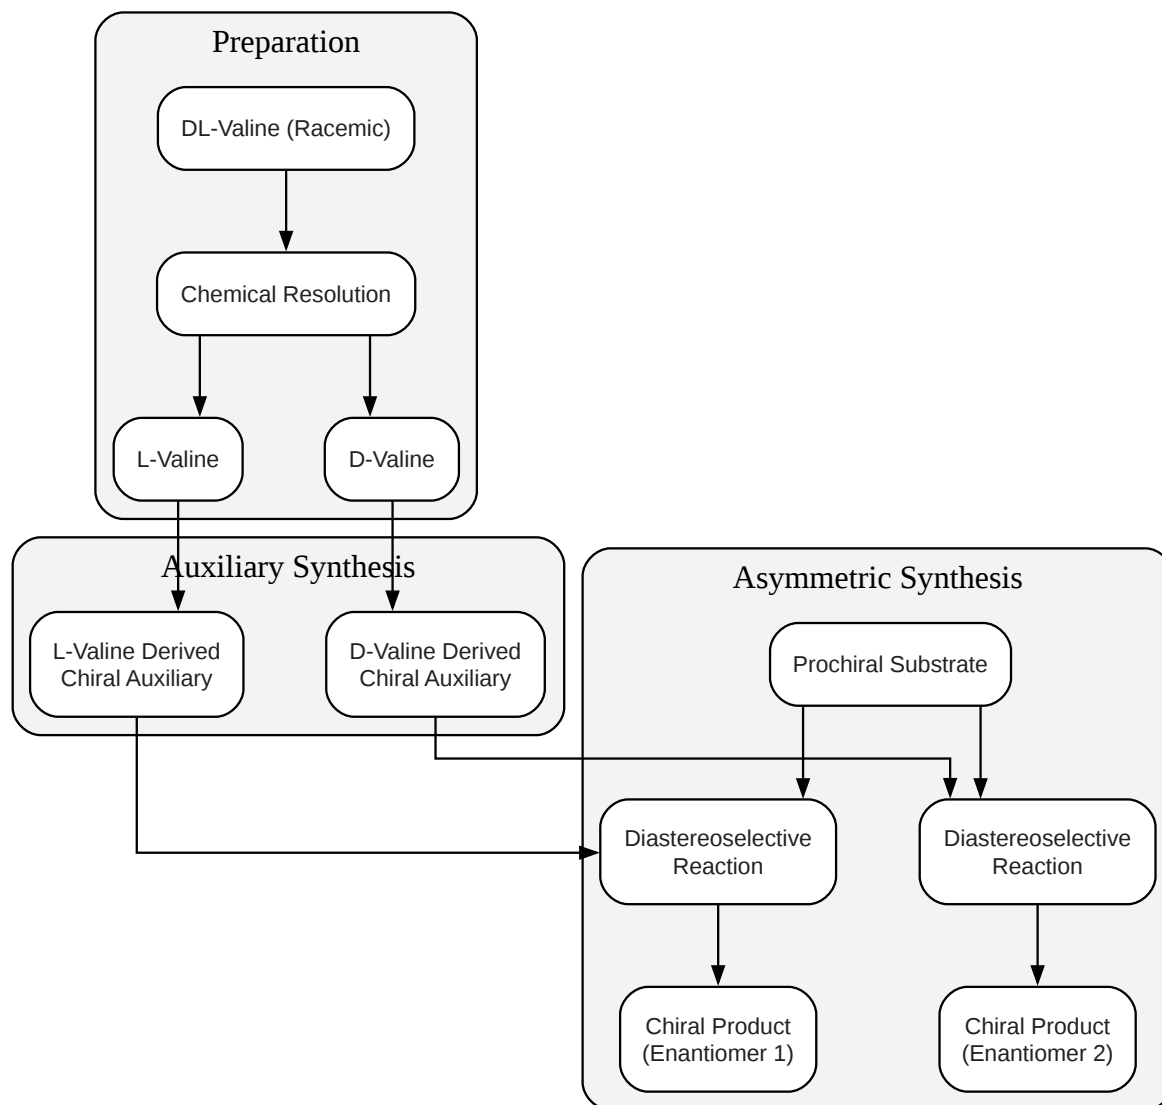 Preparation
DL-Valine (Racemic)
Chemical Resolution
L-Valine
D-Valine
Auxiliary Synthesis
L-Valine Derived
Chiral Auxiliary
D-Valine Derived
Chiral Auxiliary
Asymmetric Synthesis
Prochiral Substrate
Diastereoselective
Reaction
Diastereoselective
Reaction
Chiral Product
(Enantiomer 1)
Chiral Product
(Enantiomer 2)